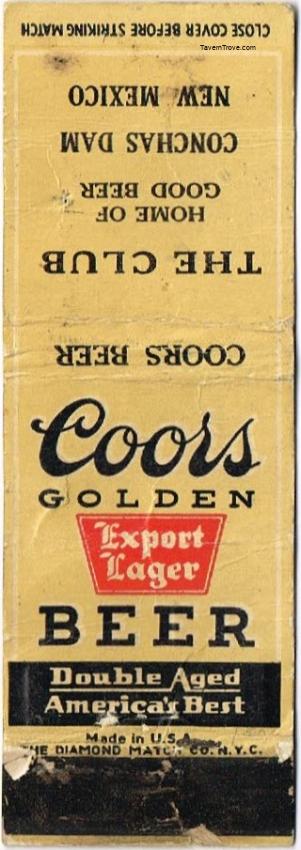 CLOSE COVER BEFORE STRIKING MATCH
TavernTrove.com
NEW MEXICO
CONCHAS DAM
GOOD BEER
HOME OF
THE CLUB
COORS BEER
Coors
GOLDEN
Export
Lager
BEER
Double Aged
America's Best
Made in U.S.A.
THE DIAMOND MATCH CO. N.Y.C.